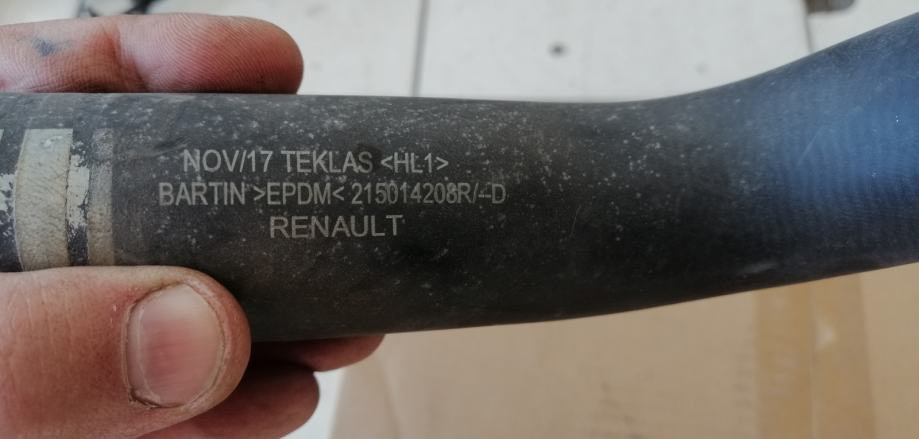 NOV/17 TEKLAS <HL1>
BARTIN >EPDM< 215014208R/--D
RENAULT